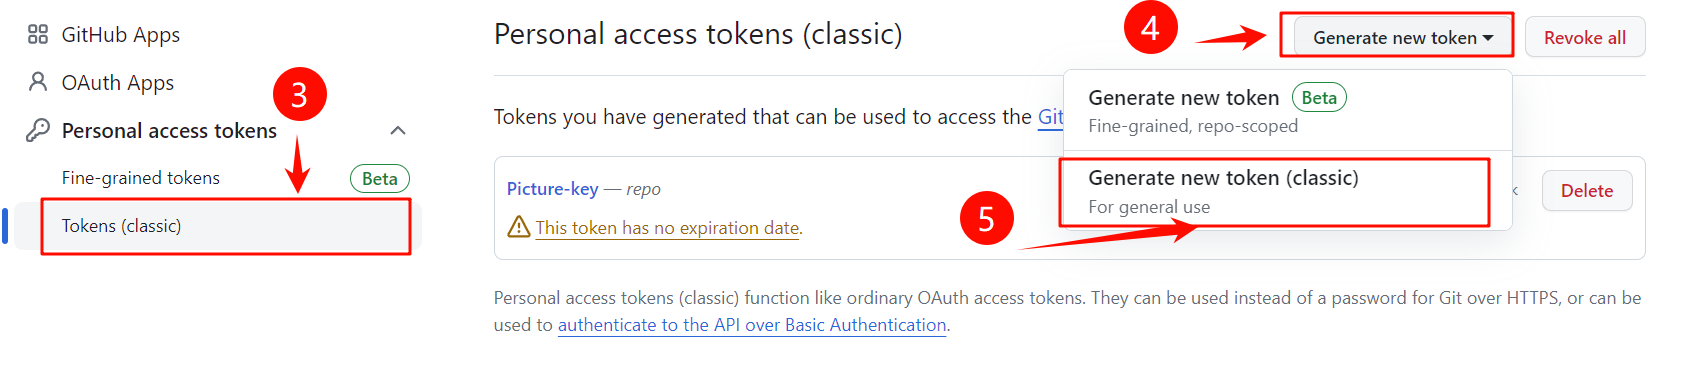 GitHub Apps
OAuth Apps
3
Personal access tokens
Fine-grained tokens Beta
Tokens (classic)
Personal access tokens (classic)
4
Generate new token
Revoke all
Generate new token Beta
Fine-grained, repo-scoped
Generate new token (classic)
For general use
5
Tokens you have generated that can be used to access the
Picture-key — repo
Delete
This token has no expiration date.
Personal access tokens (classic) function like ordinary OAuth access tokens. They can be used instead of a password for Git over HTTPS, or can be
used to authenticate to the API over Basic Authentication.